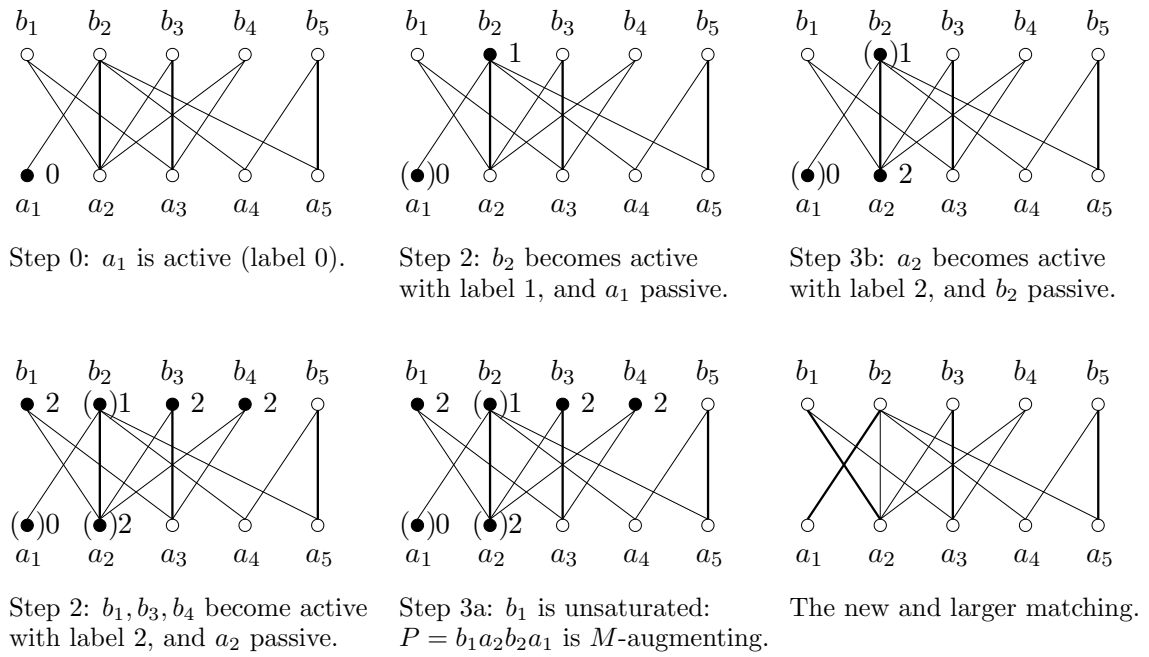 b₁ b₂ b₃ b₄ b₅
0
a₁ a₂ a₃ a₄ a₅
Step 0: a₁ is active (label 0).
b₁ b₂ b₃ b₄ b₅
1
( )0
a₁ a₂ a₃ a₄ a₅
Step 2: b₂ becomes active
with label 1, and a₁ passive.
b₁ b₂ b₃ b₄ b₅
( )1
( )0 2
a₁ a₂ a₃ a₄ a₅
Step 3b: a₂ becomes active
with label 2, and b₂ passive.
b₁ b₂ b₃ b₄ b₅
2 ( )1 2 2
( )0 ( )2
a₁ a₂ a₃ a₄ a₅
Step 2: b₁, b₃, b₄ become active
with label 2, and a₂ passive.
b₁ b₂ b₃ b₄ b₅
2 ( )1 2 2
( )0 ( )2
a₁ a₂ a₃ a₄ a₅
Step 3a: b₁ is unsaturated:
P = b₁a₂b₂a₁ is M-augmenting.
b₁ b₂ b₃ b₄ b₅
a₁ a₂ a₃ a₄ a₅
The new and larger matching.